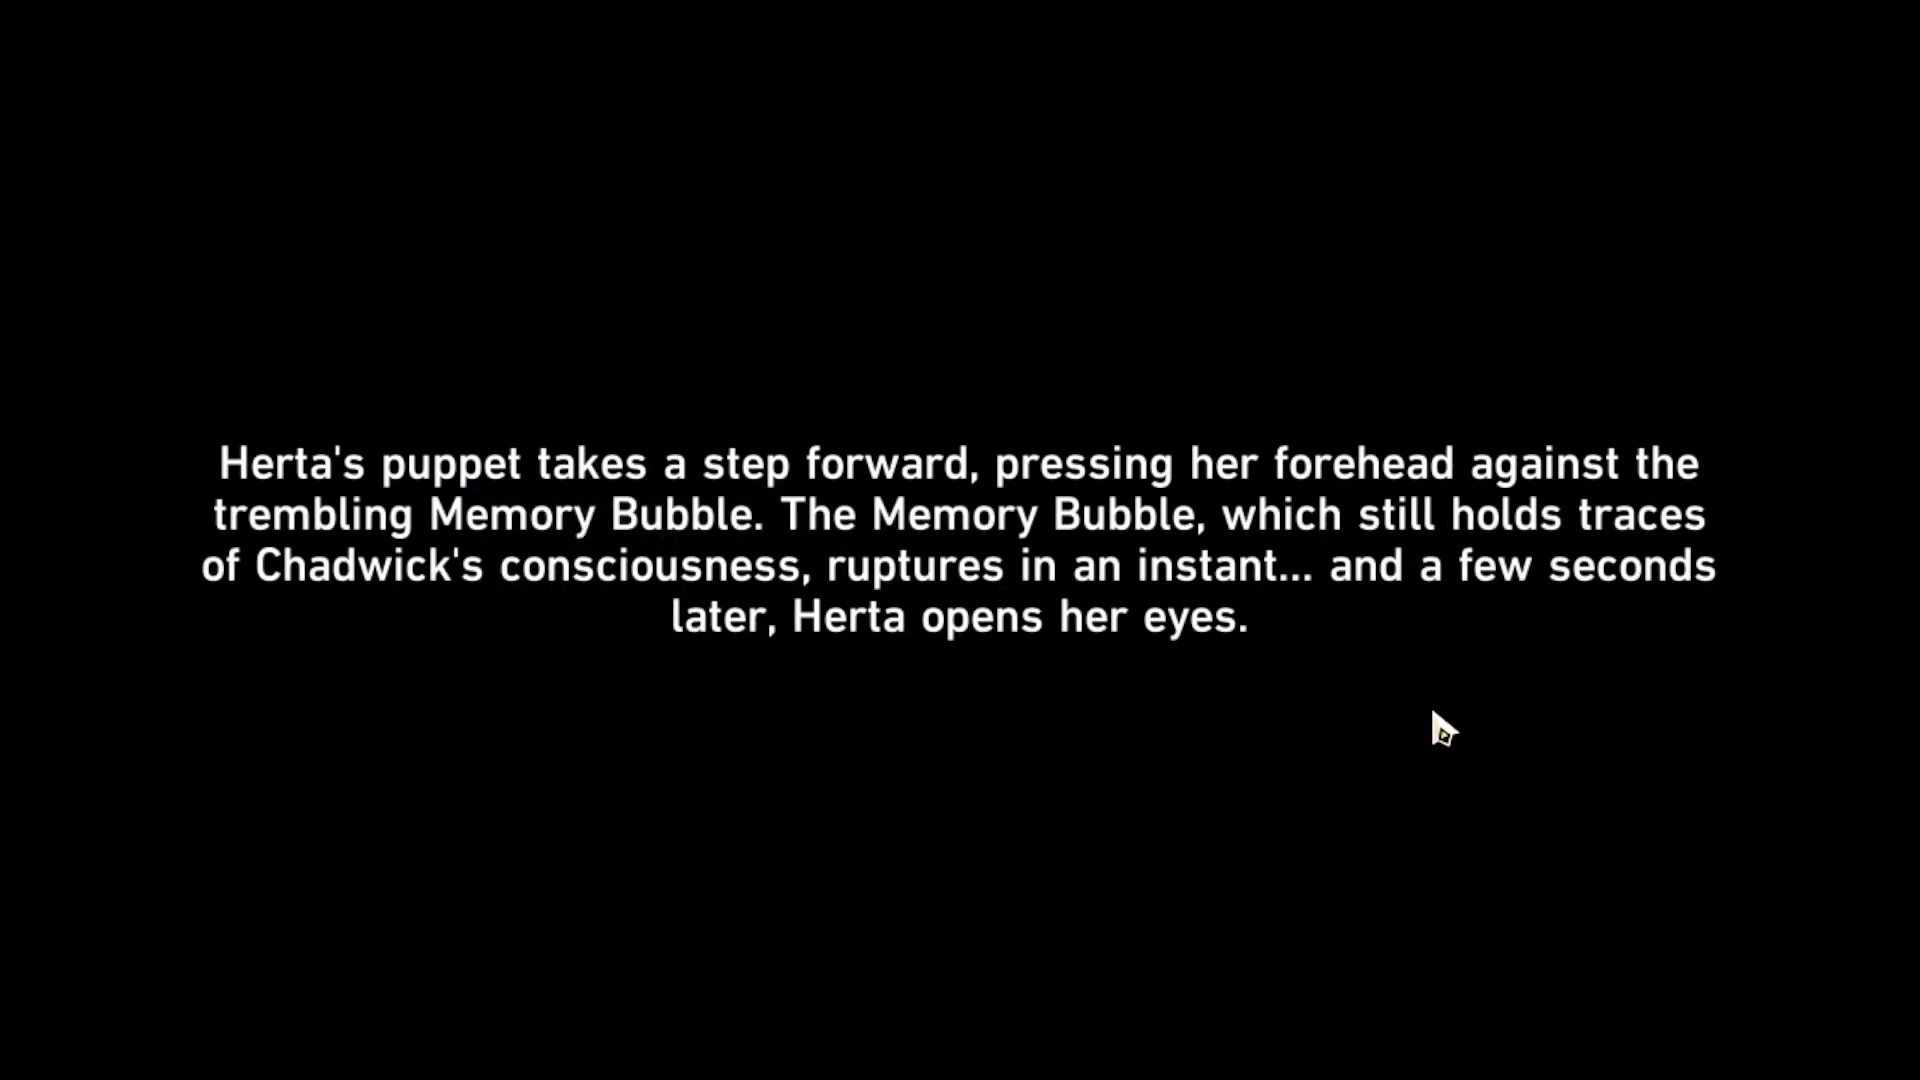 Herta's puppet takes a step forward, pressing her forehead against the
trembling Memory Bubble. The Memory Bubble, which still holds traces
of Chadwick's consciousness, ruptures in an instant... and a few seconds
later, Herta opens her eyes.